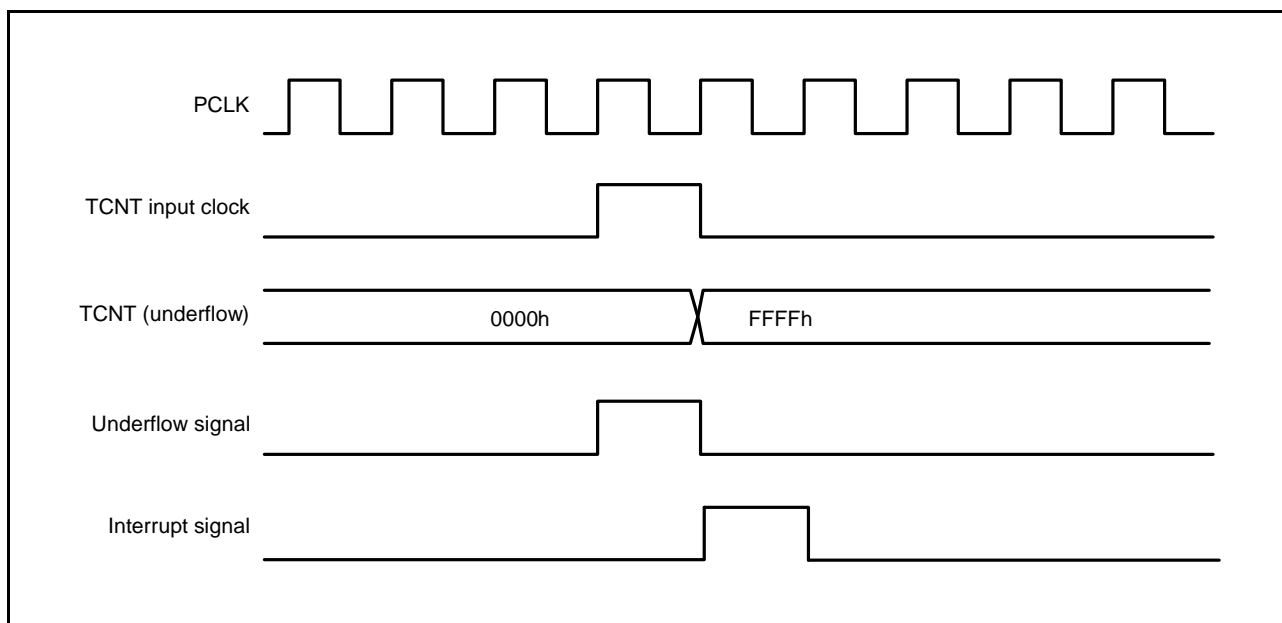 PCLK
TCNT input clock
TCNT (underflow)
0000h
FFFFh
Underflow signal
Interrupt signal